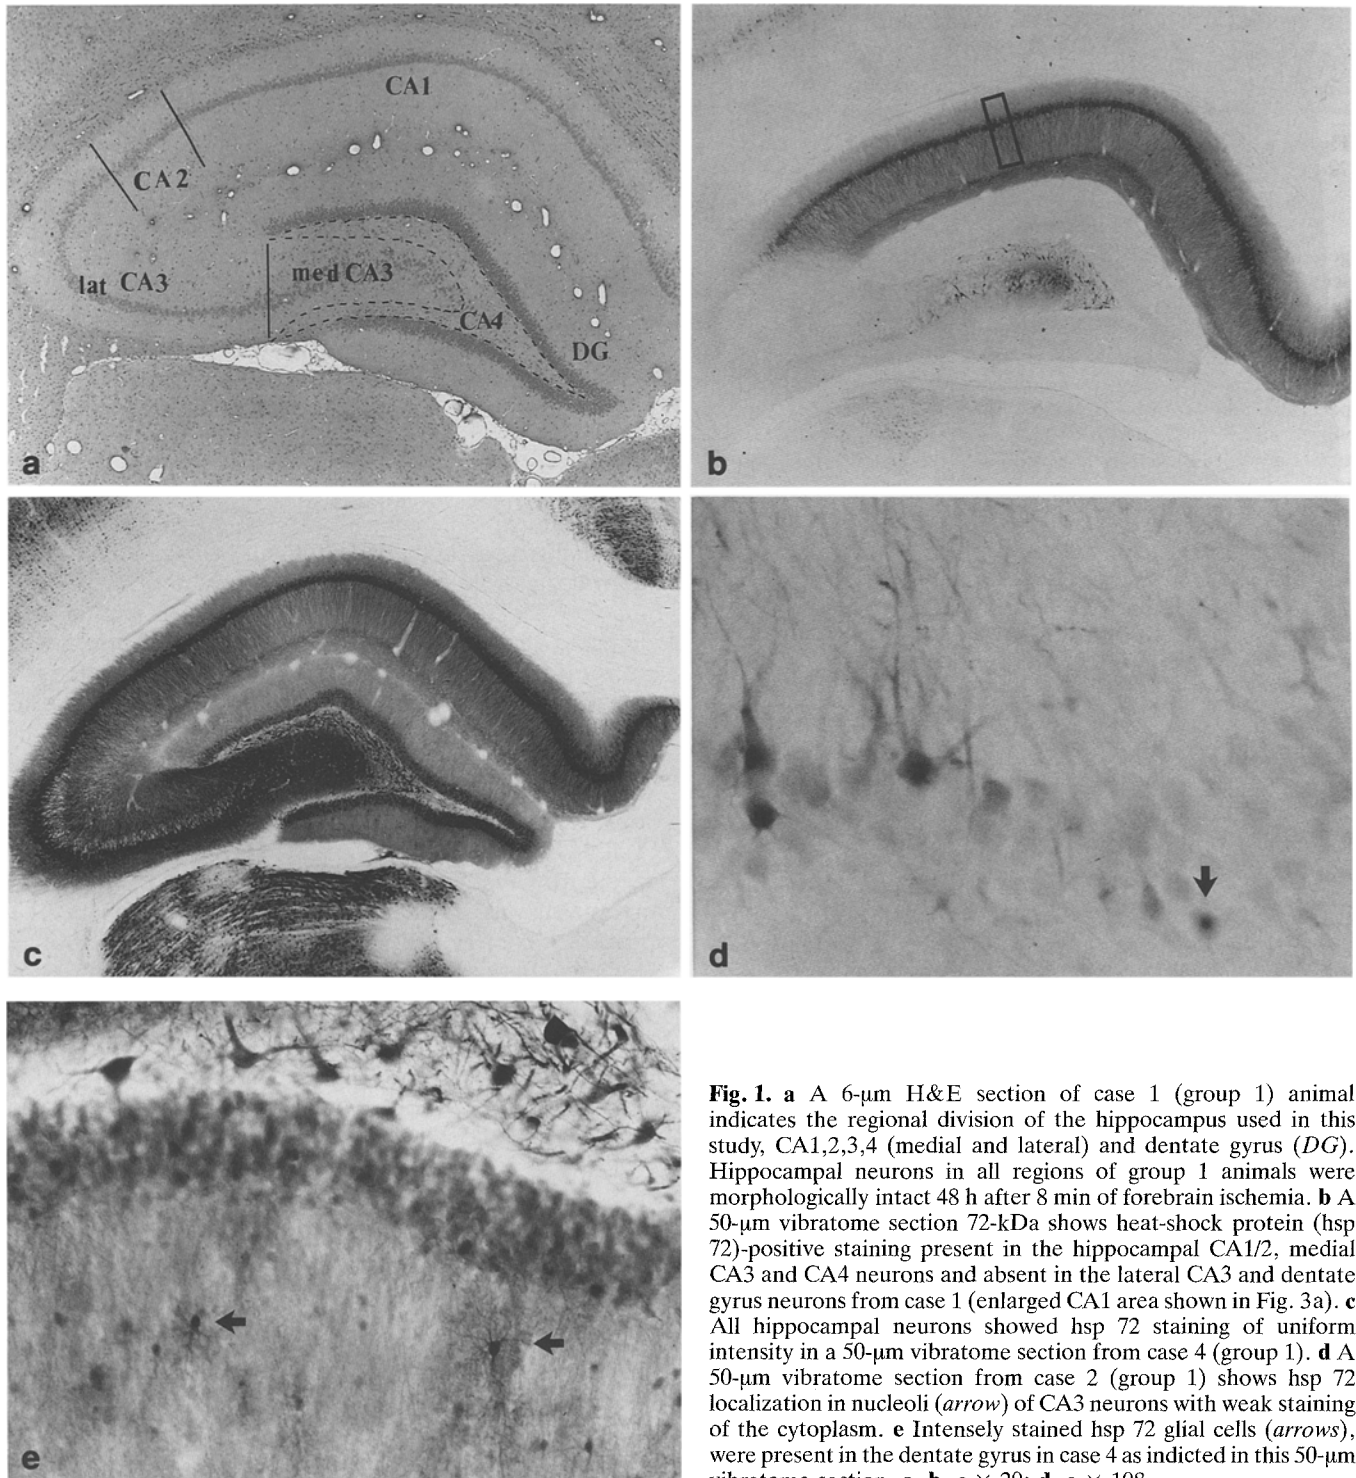 CA1
CA2
lat CA3
med CA3
CA4
DG
a
b
c
d
e
Fig. 1. a A 6-μm H&E section of case 1 (group 1) animal
indicates the regional division of the hippocampus used in this
study, CA1,2,3,4 (medial and lateral) and dentate gyrus (DG).
Hippocampal neurons in all regions of group 1 animals were
morphologically intact 48 h after 8 min of forebrain ischemia. b A
50-μm vibratome section 72-kDa shows heat-shock protein (hsp
72)-positive staining present in the hippocampal CA1/2, medial
CA3 and CA4 neurons and absent in the lateral CA3 and dentate
gyrus neurons from case 1 (enlarged CA1 area shown in Fig. 3a). c
All hippocampal neurons showed hsp 72 staining of uniform
intensity in a 50-μm vibratome section from case 4 (group 1). d A
50-μm vibratome section from case 2 (group 1) shows hsp 72
localization in nucleoli (arrow) of CA3 neurons with weak staining
of the cytoplasm. e Intensely stained hsp 72 glial cells (arrows),
were present in the dentate gyrus in case 4 as indicted in this 50-μm